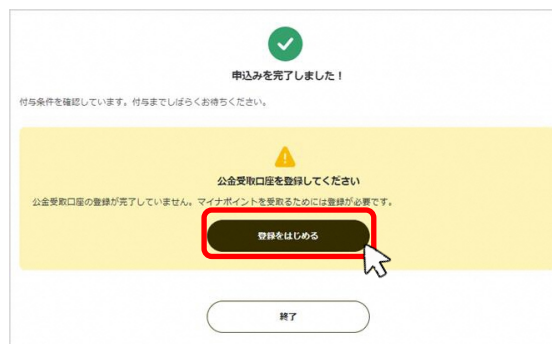 申込みを完了しました！
付与条件を確認しています。付与までしばらくお待ちください。
公金受取口座を登録してください
公金受取口座の登録が完了していません。マイナポイントを受取るためには登録が必要です。
登録をはじめる
終了